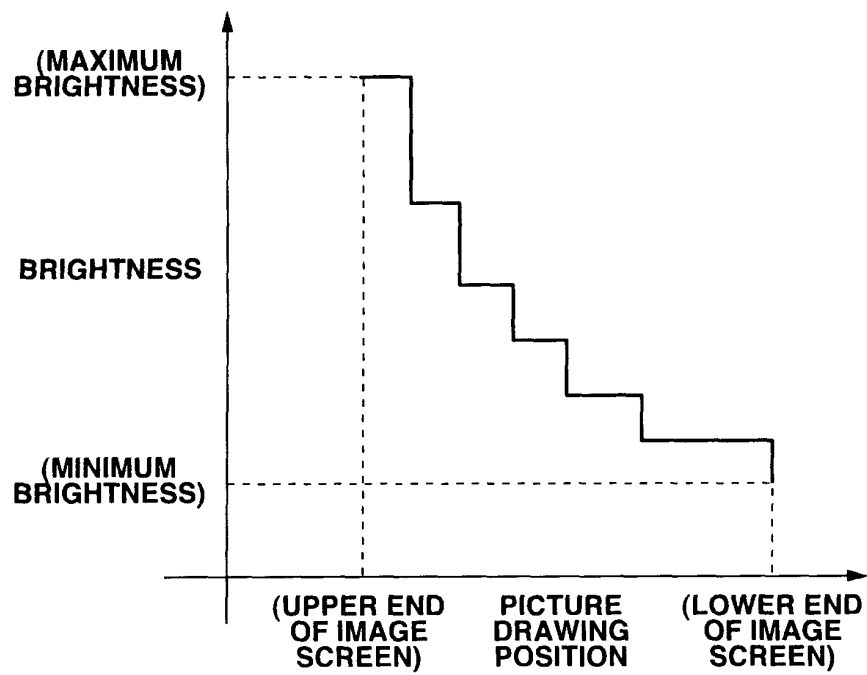 (MAXIMUM
BRIGHTNESS)
BRIGHTNESS
(MINIMUM
BRIGHTNESS)
(UPPER END
OF IMAGE
SCREEN)
PICTURE
DRAWING
POSITION
(LOWER END
OF IMAGE
SCREEN)